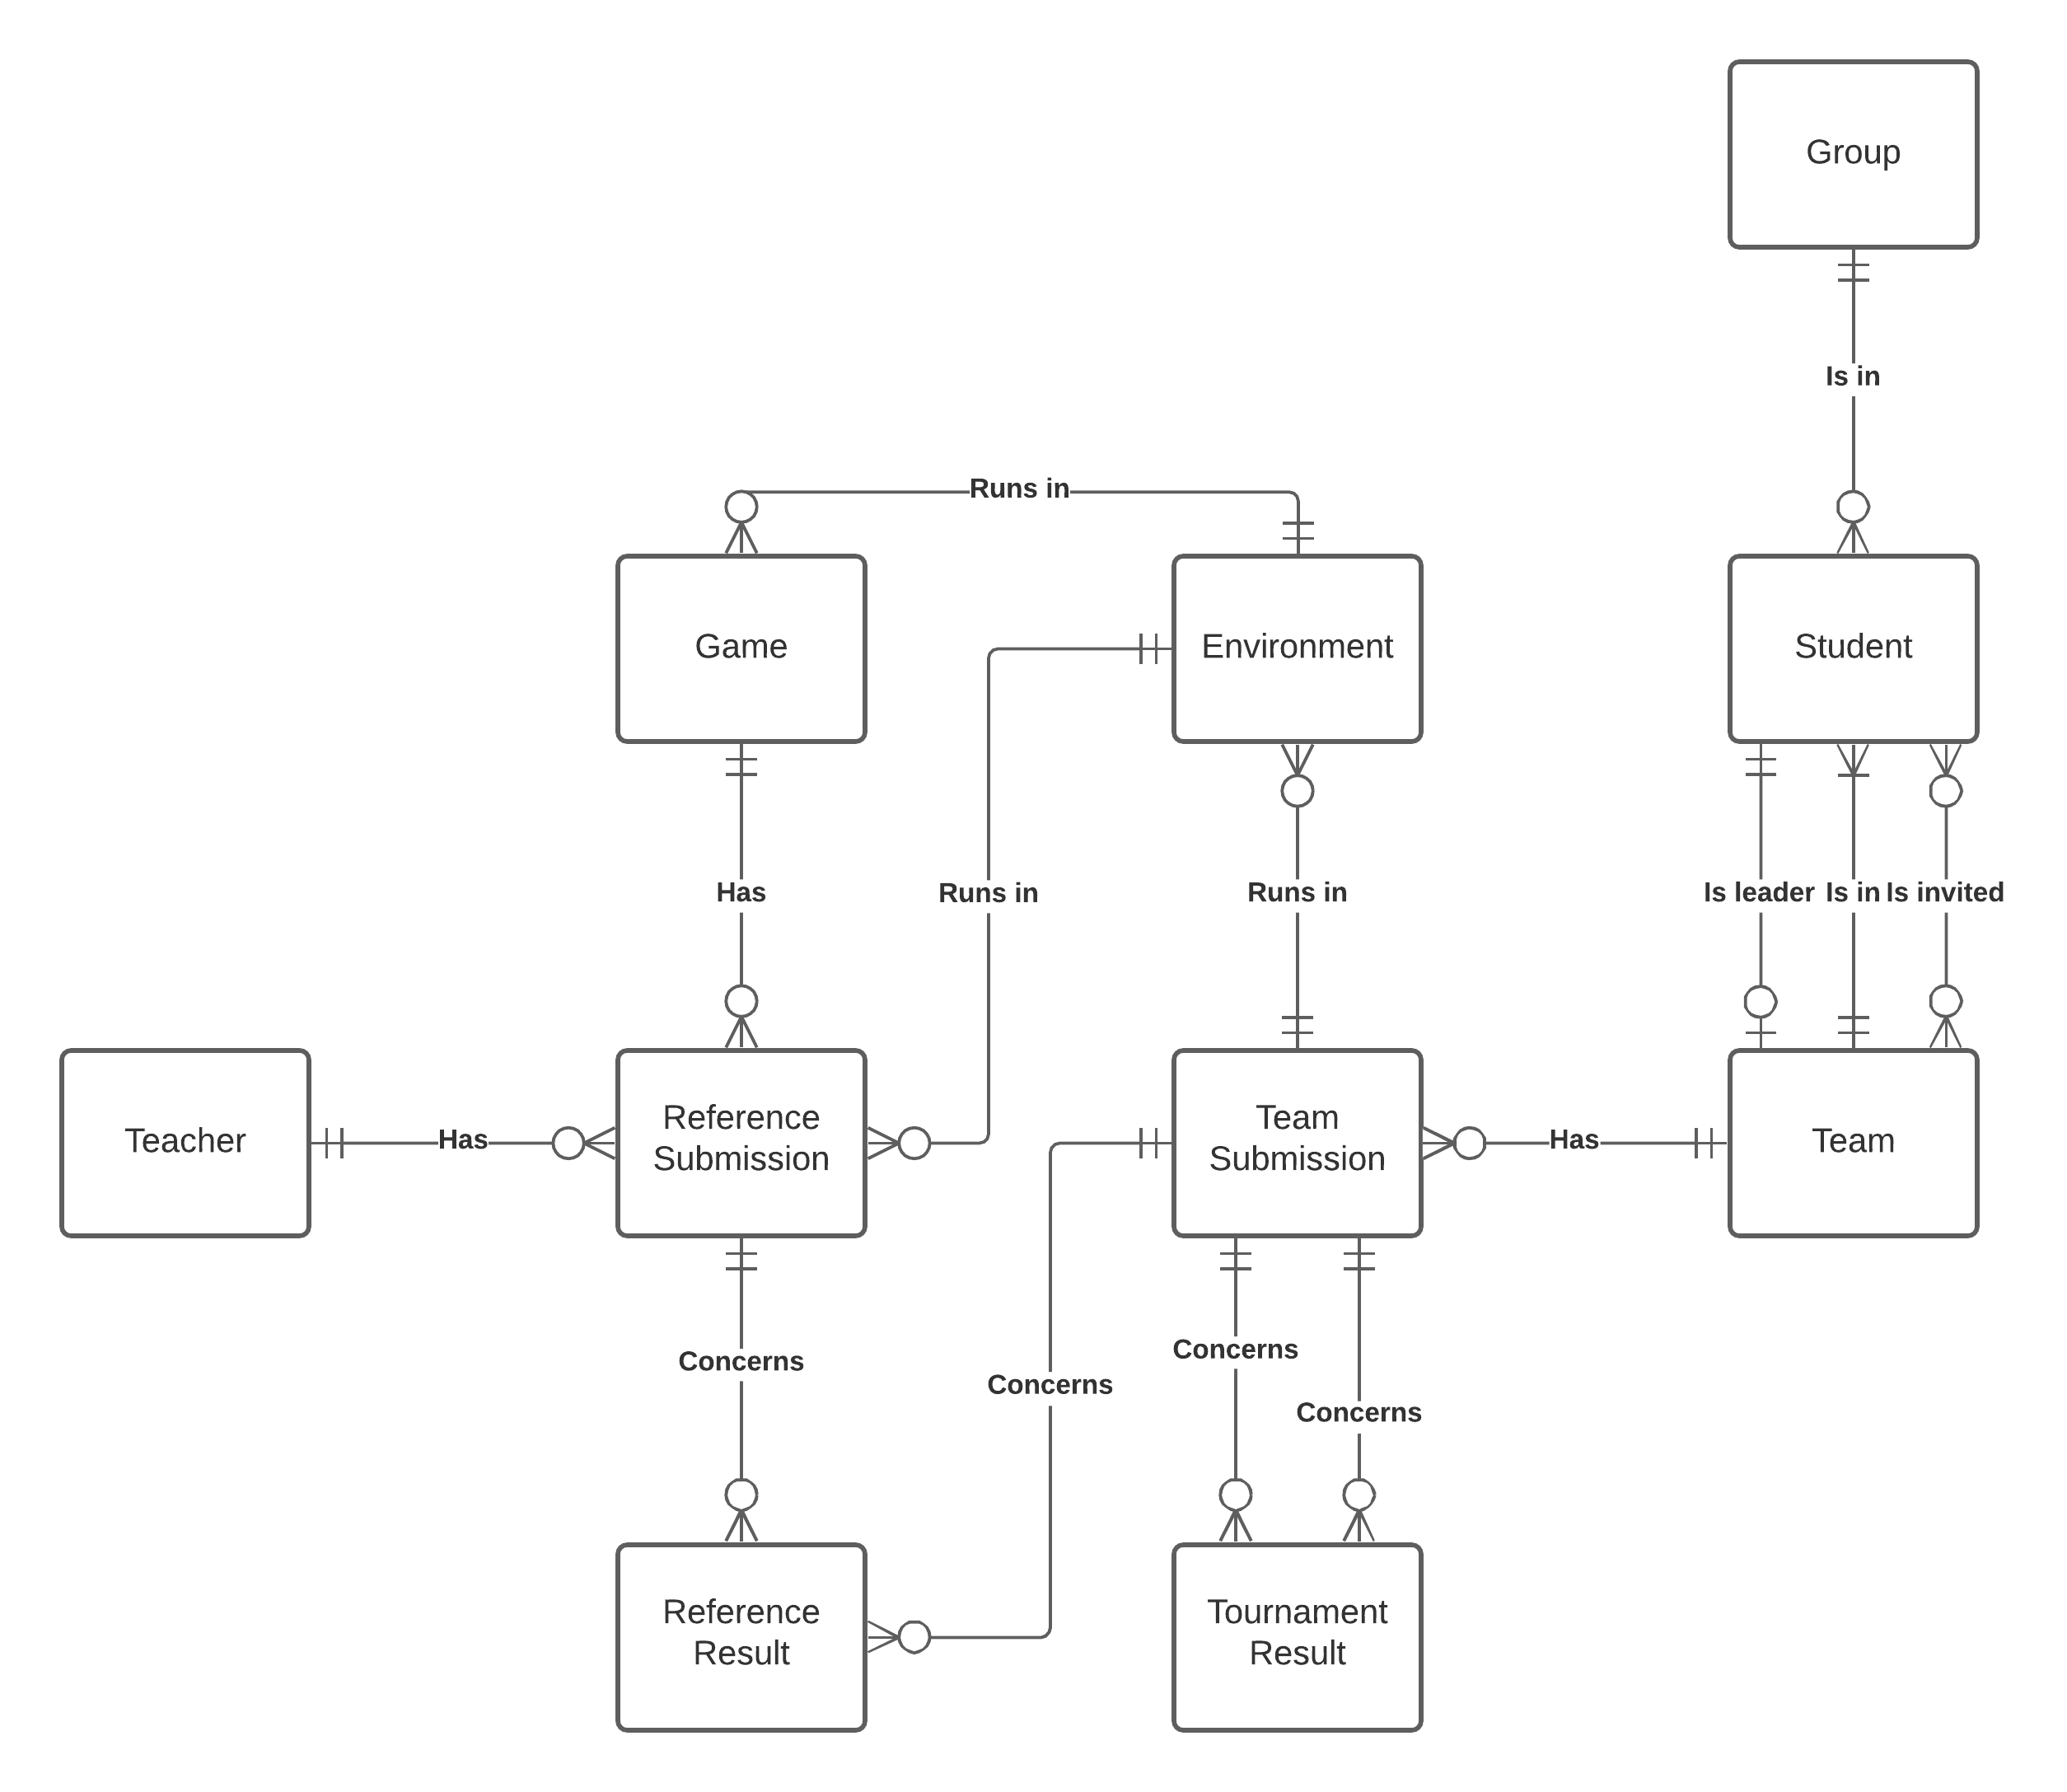 Group
Is in
Runs in
Game
Environment
Student
Has
Runs in
Runs in
Is leader
Is in
Is invited
Teacher
Has
Reference
Submission
Team
Submission
Has
Team
Concerns
Concerns
Concerns
Concerns
Reference
Result
Tournament
Result